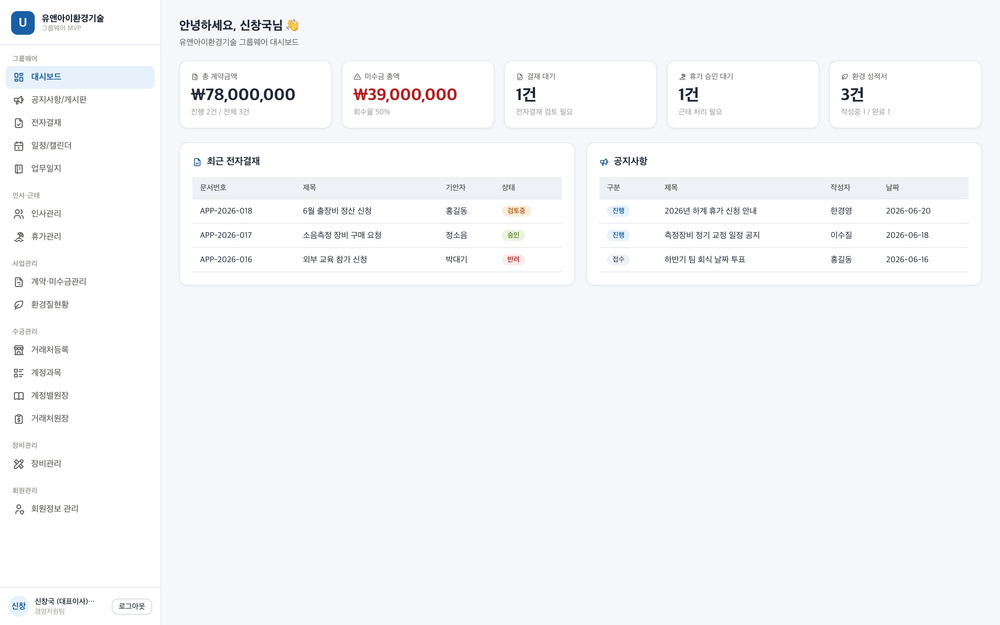 U
유앤아이환경기술
그룹웨어 MVP
그룹웨어
대시보드
공지사항/게시판
전자결재
일정/캘린더
업무일지
인사·근태
인사관리
휴가관리
사업관리
계약·미수금관리
환경질현황
수금관리
거래처등록
계정과목
계정별원장
거래처원장
장비관리
장비관리
회원관리
회원정보 관리
신창
신창국 (대표이사)…
경영지원팀
로그아웃
안녕하세요, 신창국님 👋
유앤아이환경기술 그룹웨어 대시보드
총 계약금액
₩78,000,000
진행 2건 / 전체 3건
미수금 총액
₩39,000,000
회수율 50%
결재 대기
1건
전자결재 검토 필요
휴가 승인 대기
1건
근태 처리 필요
환경 성적서
3건
작성중 1 / 완료 1
최근 전자결재
문서번호 제목 기안자 상태
APP-2026-018 6월 출장비 정산 신청 홍길동 검토중
APP-2026-017 소음측정 장비 구매 요청 정소음 승인
APP-2026-016 외부 교육 참가 신청 박대기 반려
공지사항
구분 제목 작성자 날짜
진행 2026년 하계 휴가 신청 안내 한경영 2026-06-20
진행 측정장비 정기 교정 일정 공지 이수질 2026-06-18
접수 하반기 팀 회식 날짜 투표 홍길동 2026-06-16